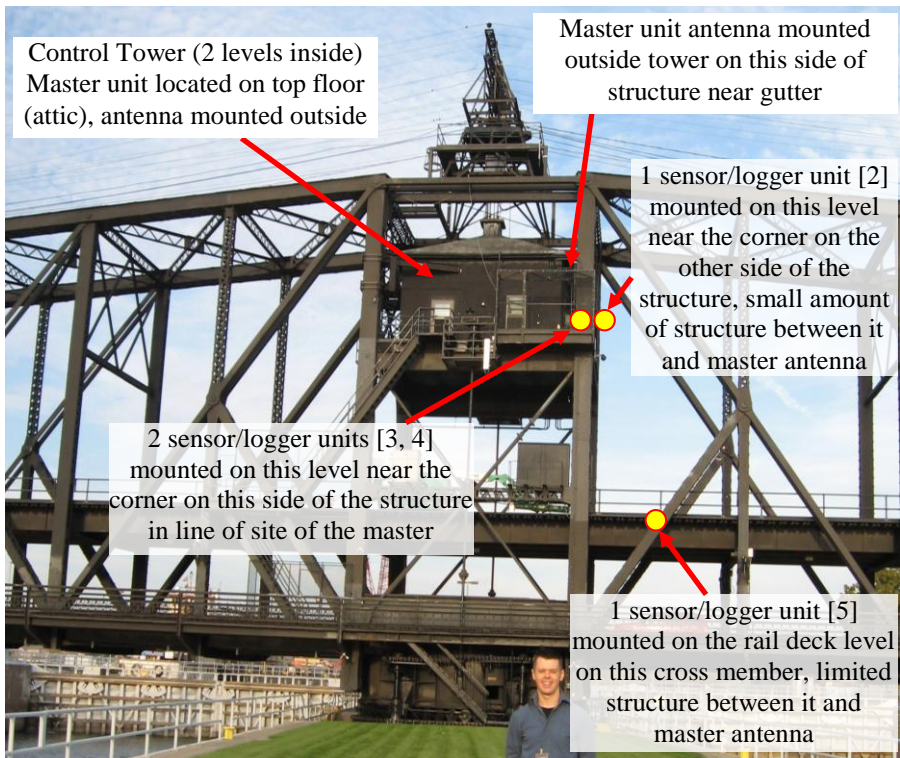 Control Tower (2 levels inside)
Master unit located on top floor
(attic), antenna mounted outside
Master unit antenna mounted
outside tower on this side of
structure near gutter
1 sensor/logger unit [2]
mounted on this level
near the corner on the
other side of the
structure, small amount
of structure between it
and master antenna
2 sensor/logger units [3, 4]
mounted on this level near the
corner on this side of the structure
in line of site of the master
1 sensor/logger unit [5]
mounted on the rail deck level
on this cross member, limited
structure between it and
master antenna